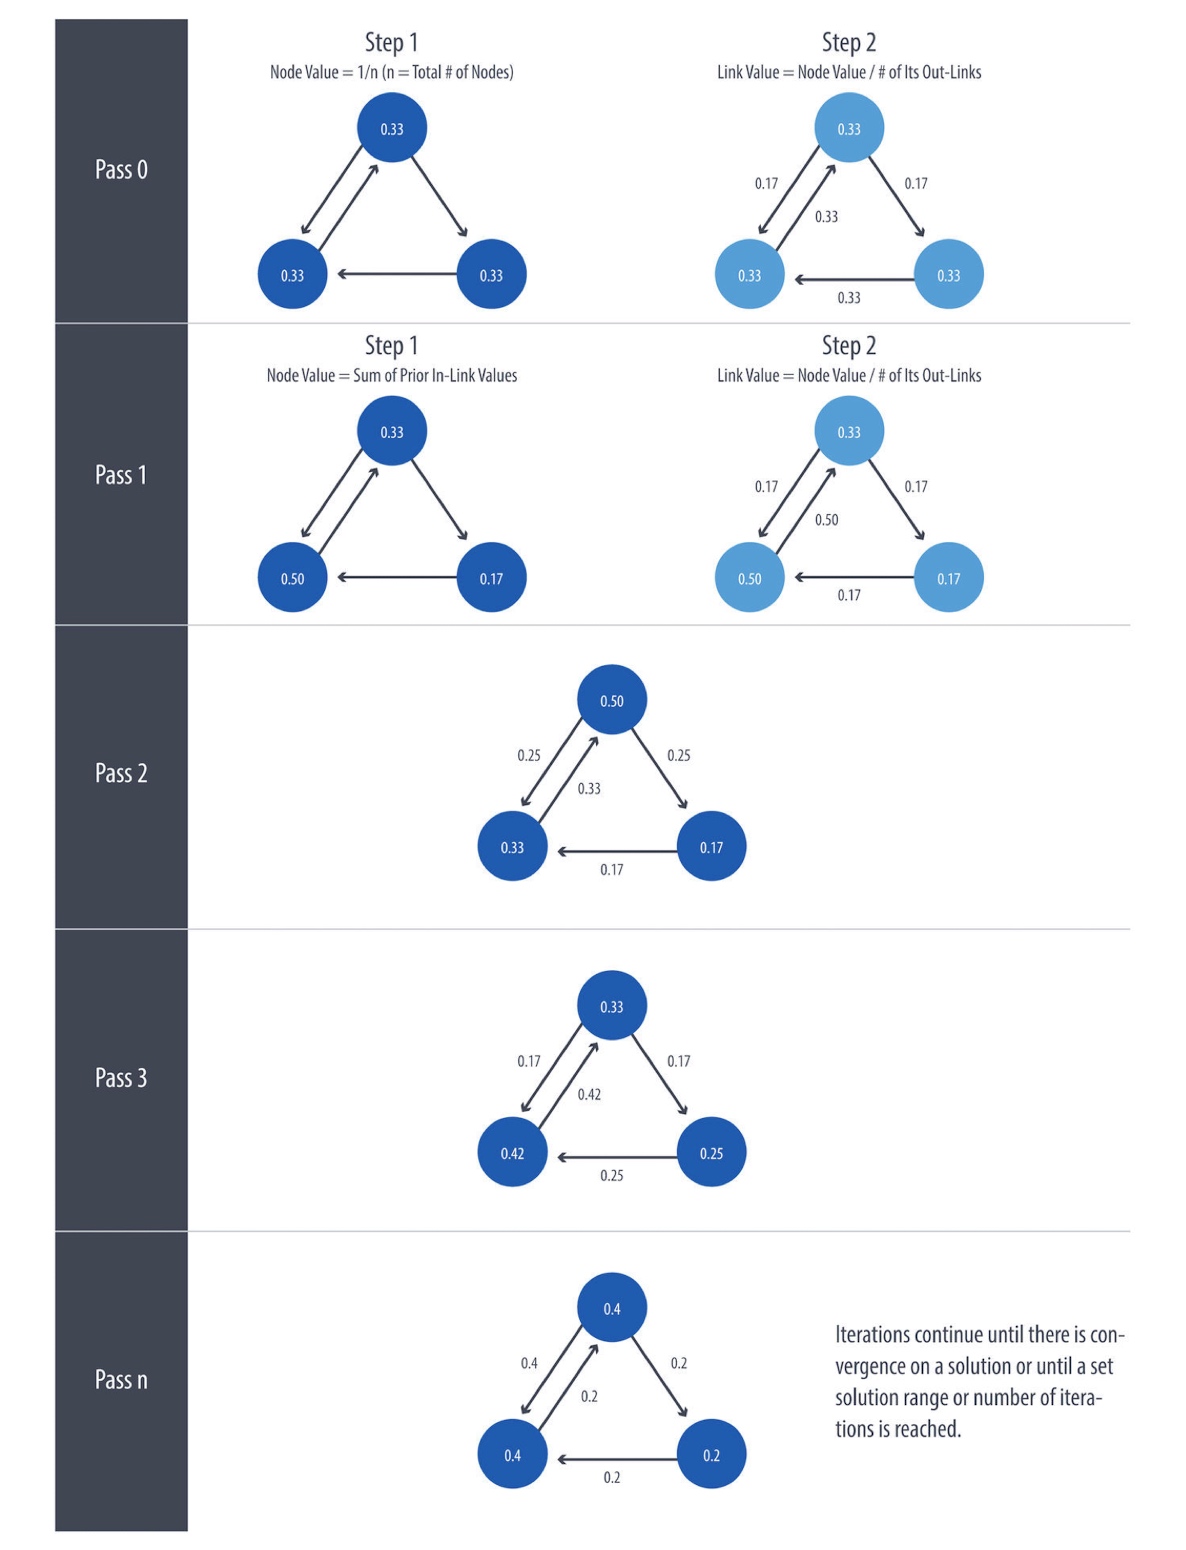 Pass 0
Step 1
Node Value = 1/n (n = Total # of Nodes)
0.33
0.33
0.33
Step 2
Link Value = Node Value / # of Its Out-Links
0.33
0.17
0.17
0.33
0.33
0.33
0.33
Pass 1
Step 1
Node Value = Sum of Prior In-Link Values
0.33
0.50
0.17
Step 2
Link Value = Node Value / # of Its Out-Links
0.33
0.17
0.17
0.50
0.50
0.17
0.17
Pass 2
0.50
0.25
0.25
0.33
0.33
0.17
0.17
Pass 3
0.33
0.17
0.17
0.42
0.42
0.25
0.25
Pass n
0.4
0.4
0.2
0.2
0.4
0.2
0.2
Iterations continue until there is con-
vergence on a solution or until a set
solution range or number of itera-
tions is reached.